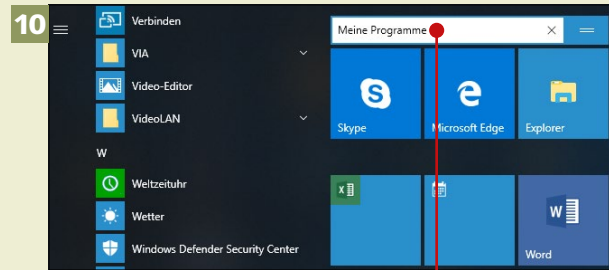 10
Verbinden
VIA
Video-Editor
VideoLAN
W
Weltzeituhr
Wetter
Windows Defender Security Center
Meine Programme
Skype
Microsoft Edge
Explorer
Word